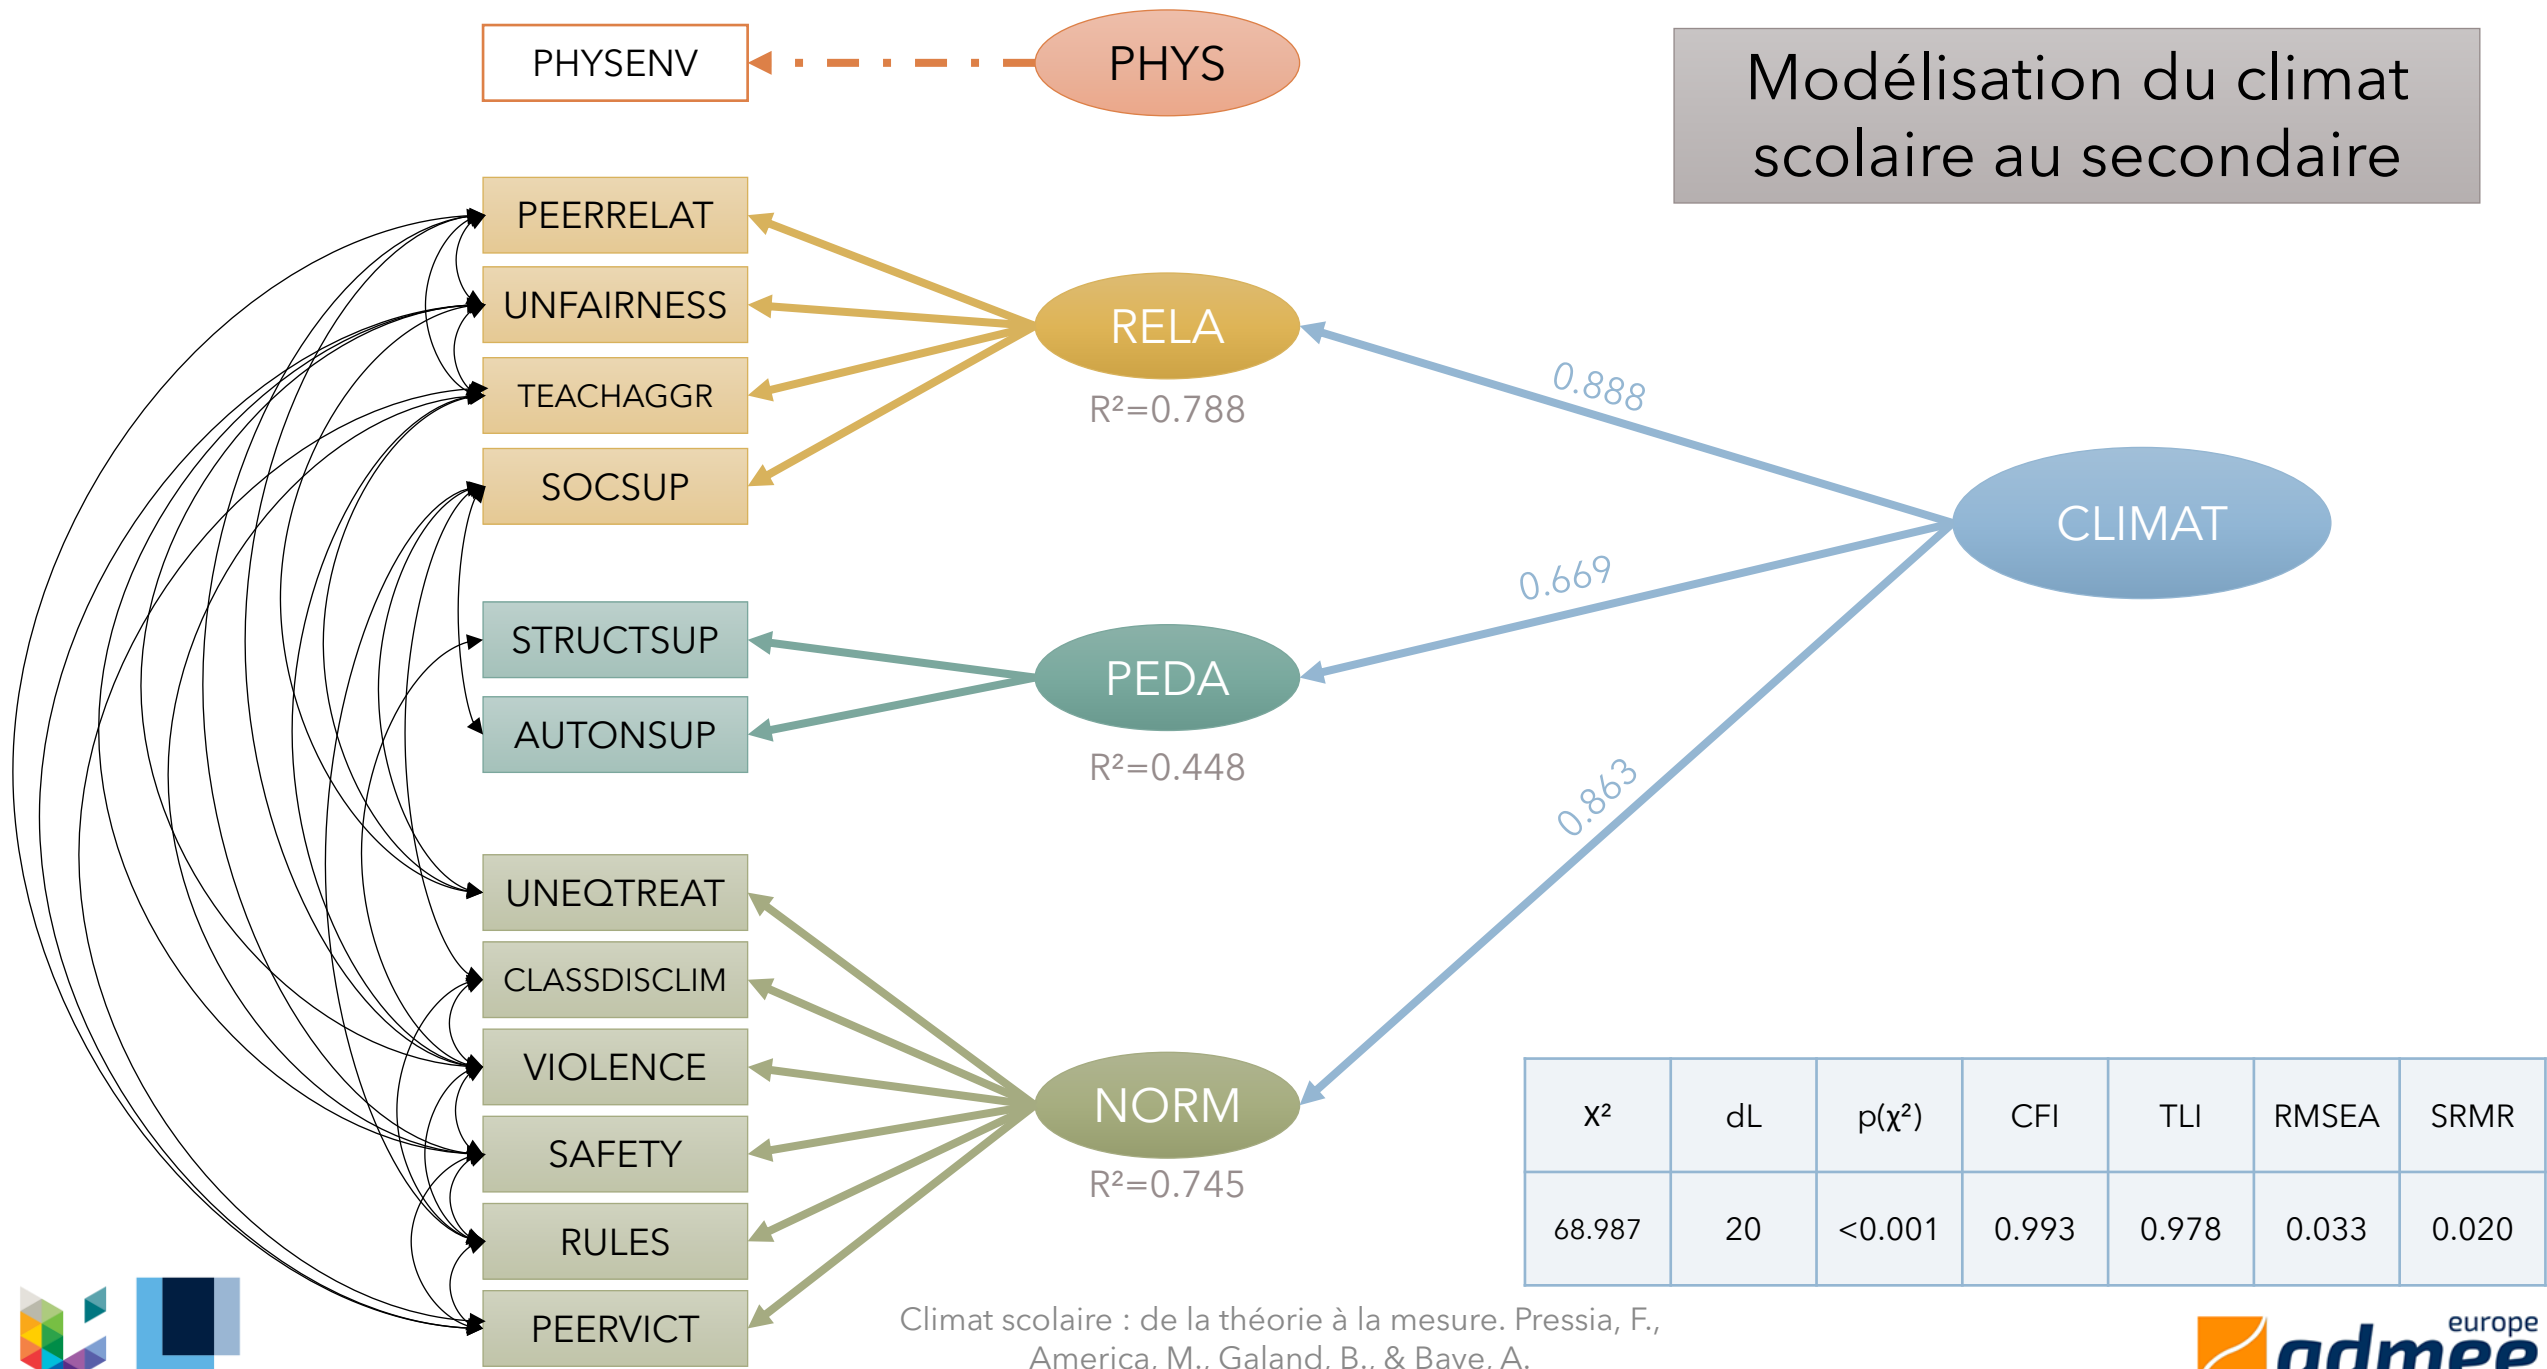 PHYSENV
PHYS
Modélisation du climat
scolaire au secondaire
PEERRELAT
UNFAIRNESS
TEACHAGGR
SOCSUP
RELA
R²=0.788
0.888
CLIMAT
0.669
STRUCTSUP
AUTONSUP
PEDA
R²=0.448
0.863
UNEQTREAT
CLASSDISCLIM
VIOLENCE
SAFETY
RULES
PEERVICT
NORM
R²=0.745
X² dL p(χ²) CFI TLI RMSEA SRMR
68.987 20 <0.001 0.993 0.978 0.033 0.020
Climat scolaire : de la théorie à la mesure. Pressia, F.,
America, M., Galand, B., & Baye, A.
europe
admee